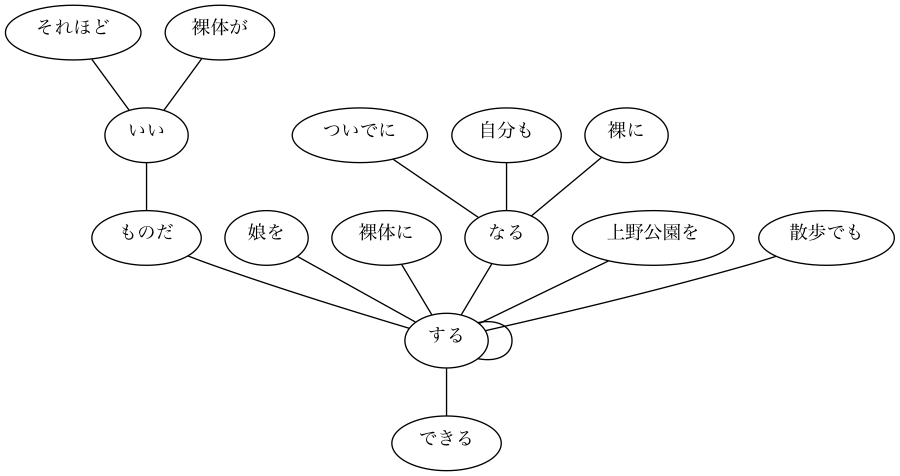 それほど
裸体が
いい
ついでに
自分も
裸に
ものだ
娘を
裸体に
なる
上野公園を
散歩でも
する
できる